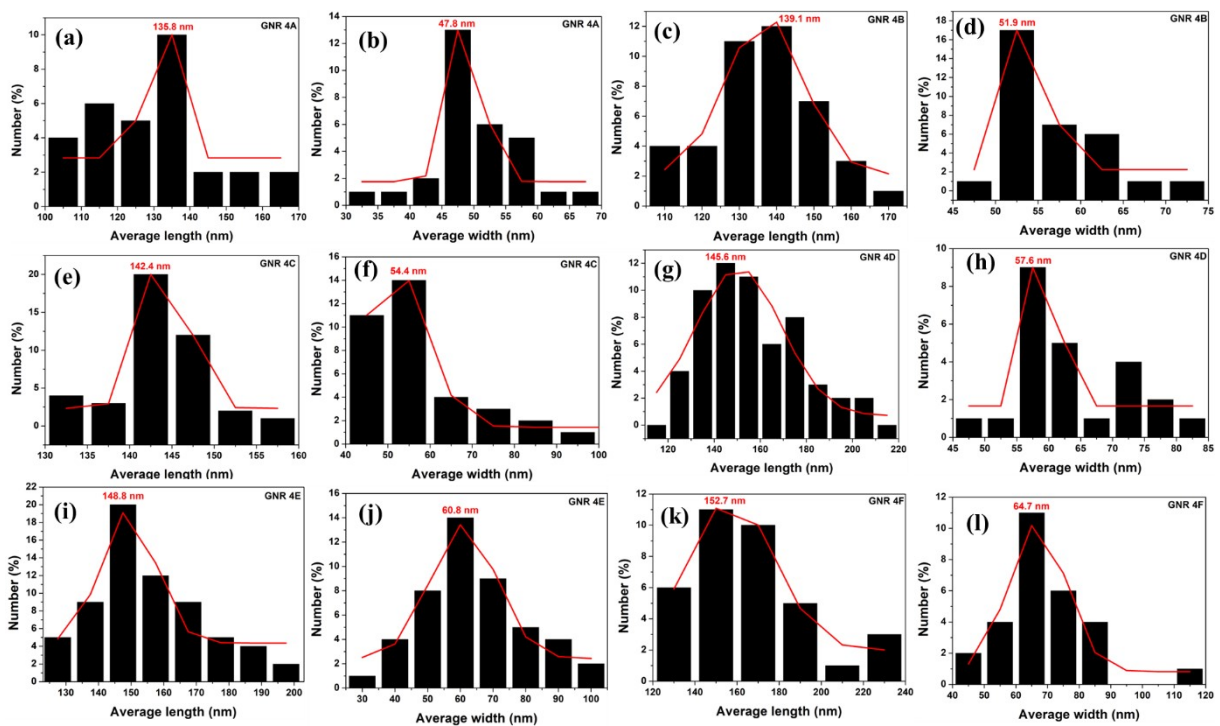 (a)
GNR 4A
135.8 nm
Number (%)
10
8
6
4
2
0
100 110 120 130 140 150 160 170
Average length (nm)
(b)
GNR 4A
47.8 nm
Number (%)
14
12
10
8
6
4
2
0
30 35 40 45 50 55 60 65 70
Average width (nm)
(c)
GNR 4B
139.1 nm
Number (%)
12
10
8
6
4
2
0
110 120 130 140 150 160 170
Average length (nm)
(d)
GNR 4B
51.9 nm
Number (%)
18
16
14
12
10
8
6
4
2
0
45 50 55 60 65 70 75
Average width (nm)
(e)
GNR 4C
142.4 nm
Number (%)
20
15
10
5
0
130 135 140 145 150 155 160
Average length (nm)
(f)
GNR 4C
54.4 nm
Number (%)
16
14
12
10
8
6
4
2
0
40 50 60 70 80 90 100
Average width (nm)
(g)
GNR 4D
145.6 nm
Number (%)
12
10
8
6
4
2
0
120 140 160 180 200 220
Average length (nm)
(h)
GNR 4D
57.6 nm
Number (%)
10
8
6
4
2
0
45 50 55 60 65 70 75 80 85
Average width (nm)
(i)
GNR 4E
148.8 nm
Number (%)
22
20
18
16
14
12
10
8
6
4
2
0
130 140 150 160 170 180 190 200
Average length (nm)
(j)
GNR 4E
60.8 nm
Number (%)
16
14
12
10
8
6
4
2
0
30 40 50 60 70 80 90 100
Average width (nm)
(k)
GNR 4F
152.7 nm
Number (%)
12
10
8
6
4
2
0
120 140 160 180 200 220 240
Average length (nm)
(l)
GNR 4F
64.7 nm
Number (%)
12
10
8
6
4
2
0
40 50 60 70 80 90 100 110 120
Average width (nm)